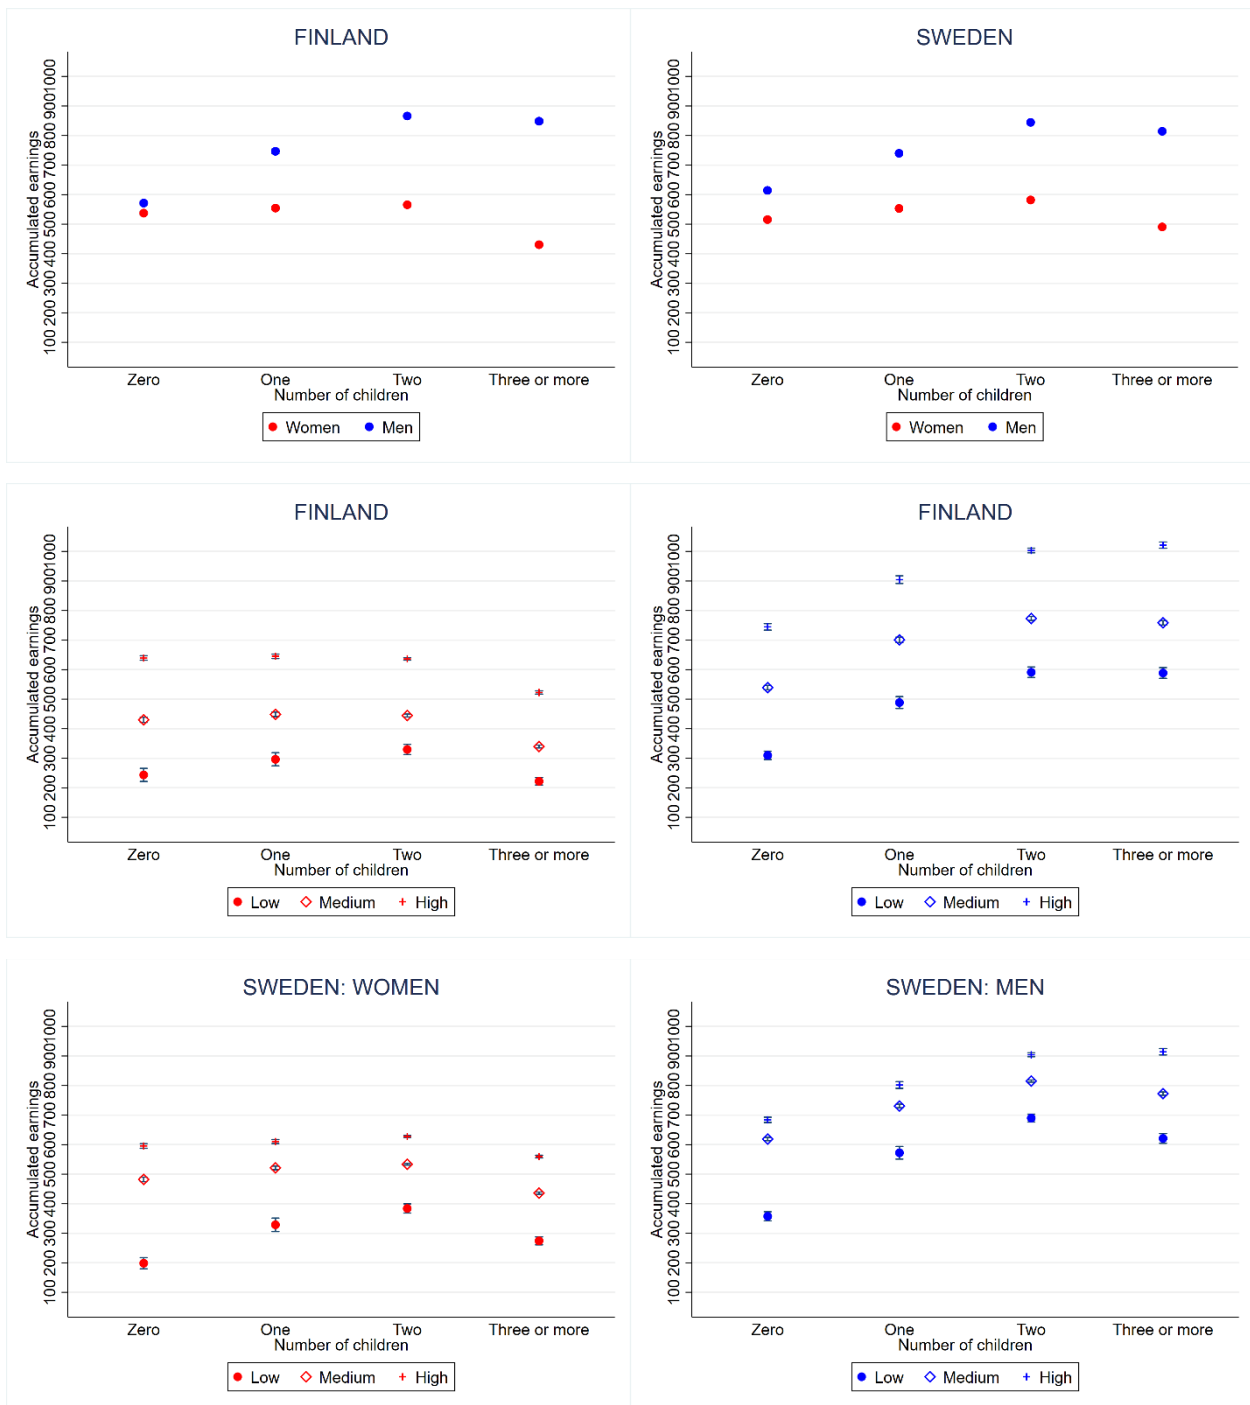 FINLAND
Accumulated earnings
100 200 300 400 500 600 700 800 900 1000
Zero One Two Three or more
Number of children
Women Men
SWEDEN
Accumulated earnings
100 200 300 400 500 600 700 800 900 1000
Zero One Two Three or more
Number of children
Women Men
FINLAND
Accumulated earnings
100 200 300 400 500 600 700 800 900 1000
Zero One Two Three or more
Number of children
Low Medium High
FINLAND
Accumulated earnings
100 200 300 400 500 600 700 800 900 1000
Zero One Two Three or more
Number of children
Low Medium High
SWEDEN: WOMEN
Accumulated earnings
100 200 300 400 500 600 700 800 900 1000
Zero One Two Three or more
Number of children
Low Medium High
SWEDEN: MEN
Accumulated earnings
100 200 300 400 500 600 700 800 900 1000
Zero One Two Three or more
Number of children
Low Medium High